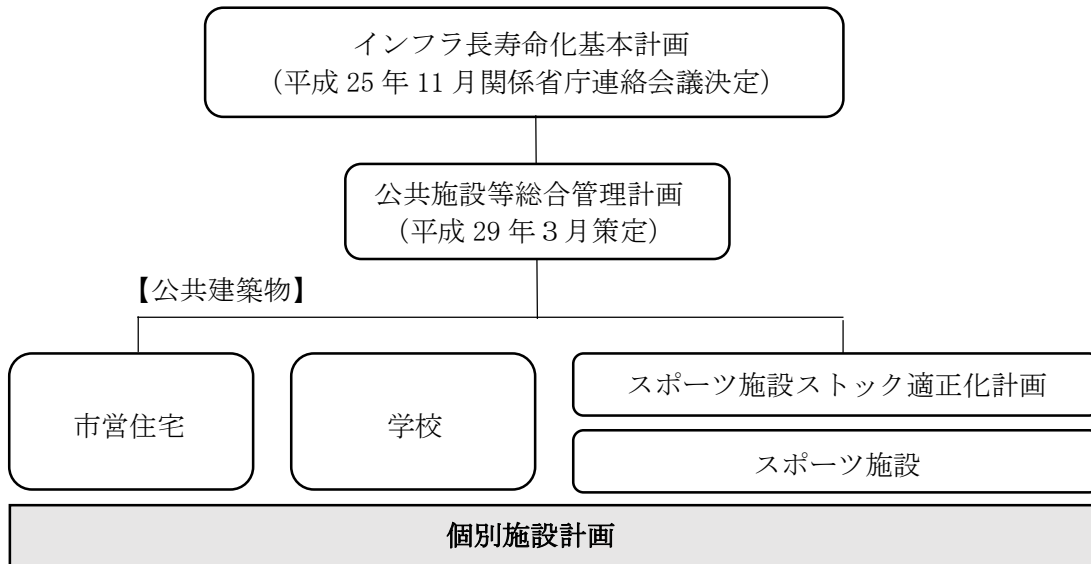 インフラ長寿命化基本計画
（平成 25 年 11 月関係省庁連絡会議決定）
公共施設等総合管理計画
（平成 29 年３月策定）
【公共建築物】
市営住宅
学校
スポーツ施設ストック適正化計画
スポーツ施設
個別施設計画